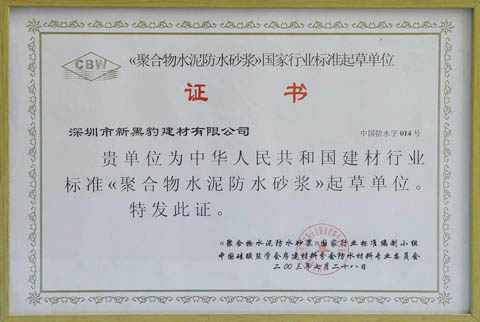 CBW
《聚合物水泥防水砂浆》国家行业标准起草单位
证 书
深圳市新黑豹建材有限公司
中国防水字 014 号
贵单位为中华人民共和国建材行业
标准《聚合物水泥防水砂浆》起草单位。
特发此证。
《聚合物水泥防水砂浆》国家行业标准编制小组
中国硅酸盐学会房建材料分会防水材料专业委员会
二00三年七月二十八日